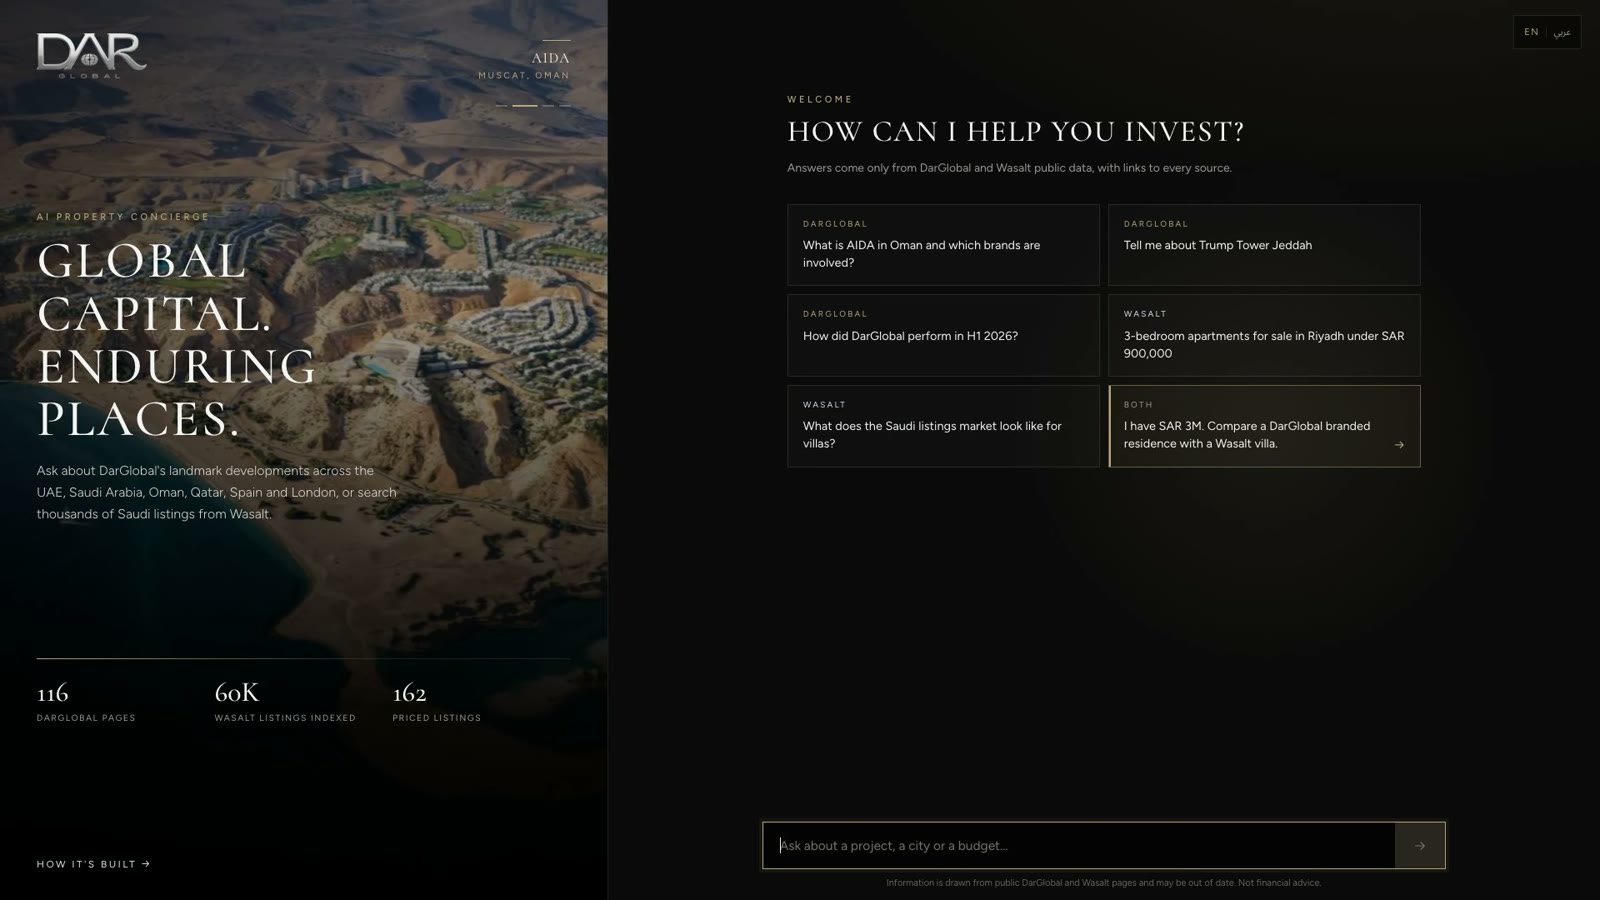 DAR
GLOBAL
AIDA
MUSCAT, OMAN
AI PROPERTY CONCIERGE
GLOBAL
CAPITAL.
ENDURING
PLACES.
Ask about DarGlobal's landmark developments across the
UAE, Saudi Arabia, Oman, Qatar, Spain and London, or search
thousands of Saudi listings from Wasalt.
116
DARGLOBAL PAGES
60K
WASALT LISTINGS INDEXED
162
PRICED LISTINGS
HOW IT'S BUILT →
EN | عربي
WELCOME
HOW CAN I HELP YOU INVEST?
Answers come only from DarGlobal and Wasalt public data, with links to every source.
DARGLOBAL
What is AIDA in Oman and which brands are
involved?
DARGLOBAL
Tell me about Trump Tower Jeddah
DARGLOBAL
How did DarGlobal perform in H1 2026?
WASALT
3-bedroom apartments for sale in Riyadh under SAR
900,000
WASALT
What does the Saudi listings market look like for
villas?
BOTH
I have SAR 3M. Compare a DarGlobal branded
residence with a Wasalt villa. →
Ask about a project, a city or a budget... →
Information is drawn from public DarGlobal and Wasalt pages and may be out of date. Not financial advice.